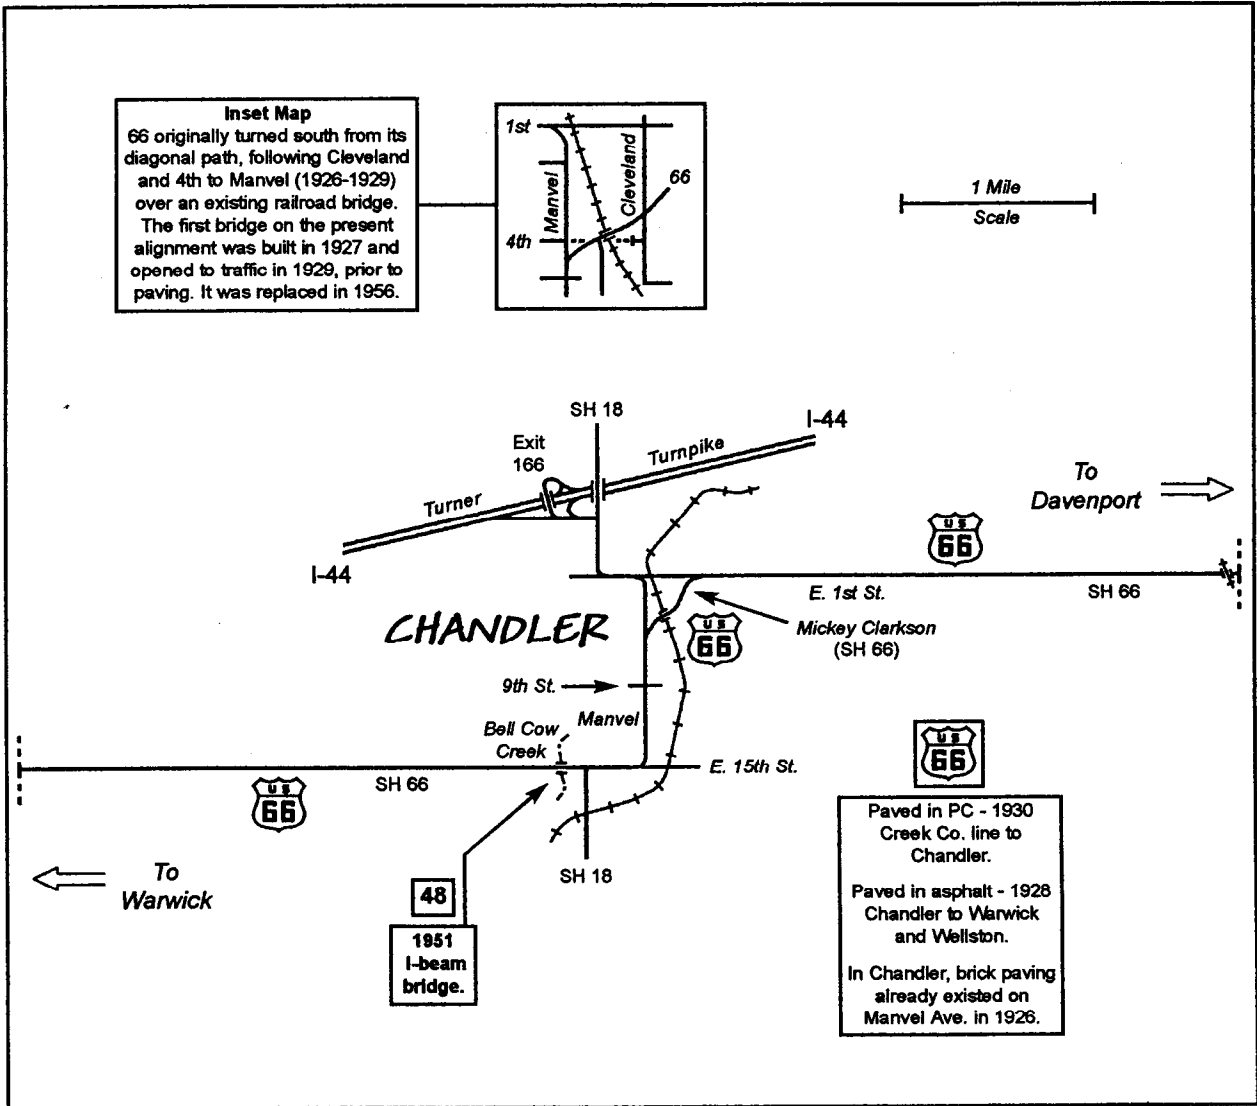 Inset Map
66 originally turned south from its
diagonal path, following Cleveland
and 4th to Manvel (1926-1929)
over an existing railroad bridge.
The first bridge on the present
alignment was built in 1927 and
opened to traffic in 1929, prior to
paving. It was replaced in 1956.
1st
Manvel
Cleveland
66
4th
1 Mile
Scale
SH 18
I-44
Exit
166
Turnpike
Turner
I-44
To
Davenport
US
66
E. 1st St.
SH 66
CHANDLER
US
66
Mickey Clarkson
(SH 66)
9th St.
Manvel
Bell Cow
Creek
E. 15th St.
SH 66
US
66
To
Warwick
SH 18
48
1951
I-beam
bridge.
US
66
Paved in PC - 1930
Creek Co. line to
Chandler.
Paved in asphalt - 1928
Chandler to Warwick
and Wellston.
In Chandler, brick paving
already existed on
Manvel Ave. in 1926.